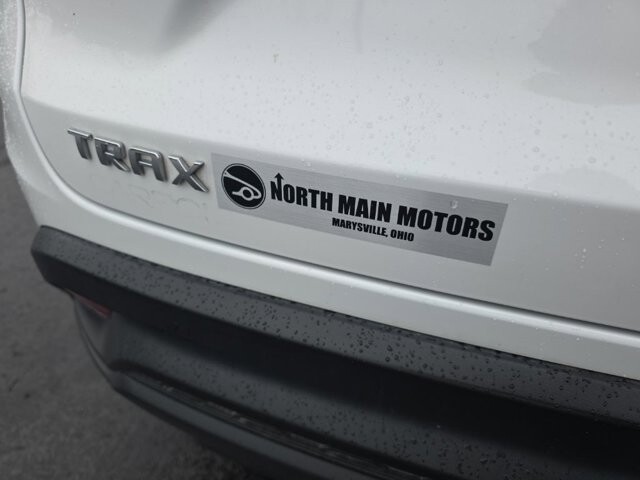 TRAX
NORTH MAIN MOTORS
MARYSVILLE, OHIO